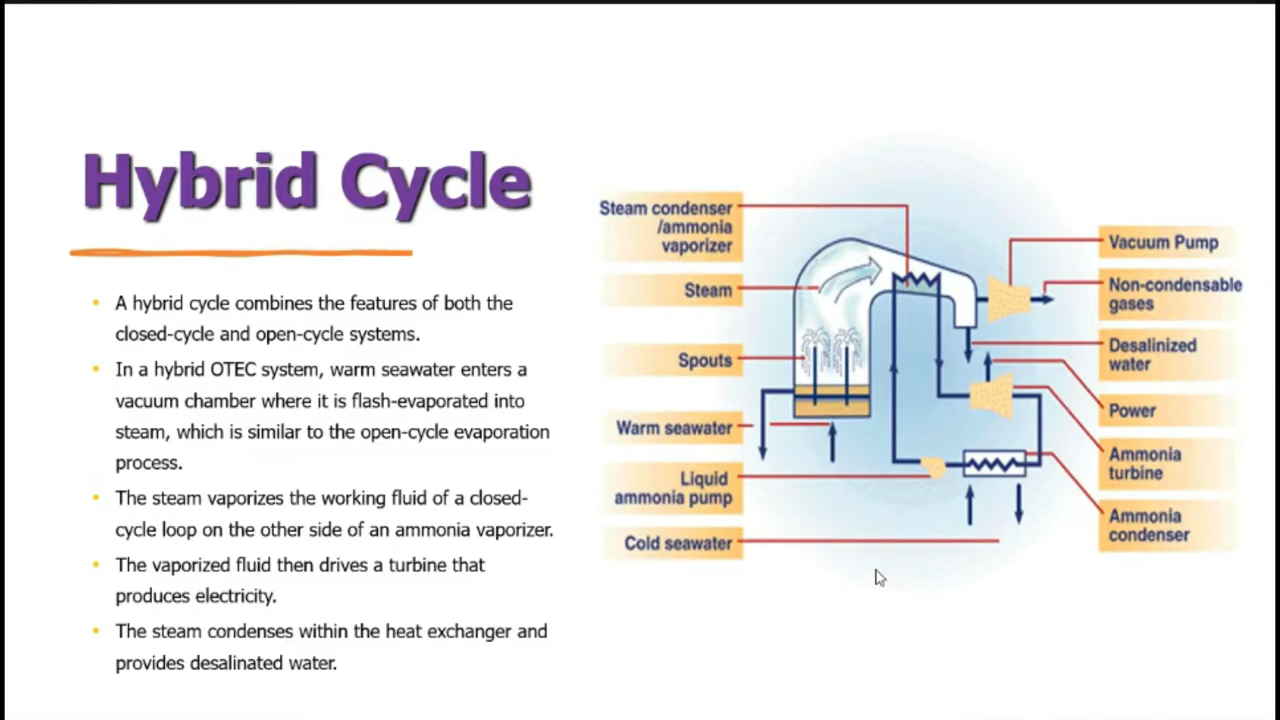 Hybrid Cycle
• A hybrid cycle combines the features of both the
closed-cycle and open-cycle systems.
• In a hybrid OTEC system, warm seawater enters a
vacuum chamber where it is flash-evaporated into
steam, which is similar to the open-cycle evaporation
process.
• The steam vaporizes the working fluid of a closed-
cycle loop on the other side of an ammonia vaporizer.
• The vaporized fluid then drives a turbine that
produces electricity.
• The steam condenses within the heat exchanger and
provides desalinated water.
Steam condenser
/ammonia
vaporizer
Steam
Spouts
Warm seawater
Liquid
ammonia pump
Cold seawater
Vacuum Pump
Non-condensable
gases
Desalinized
water
Power
Ammonia
turbine
Ammonia
condenser